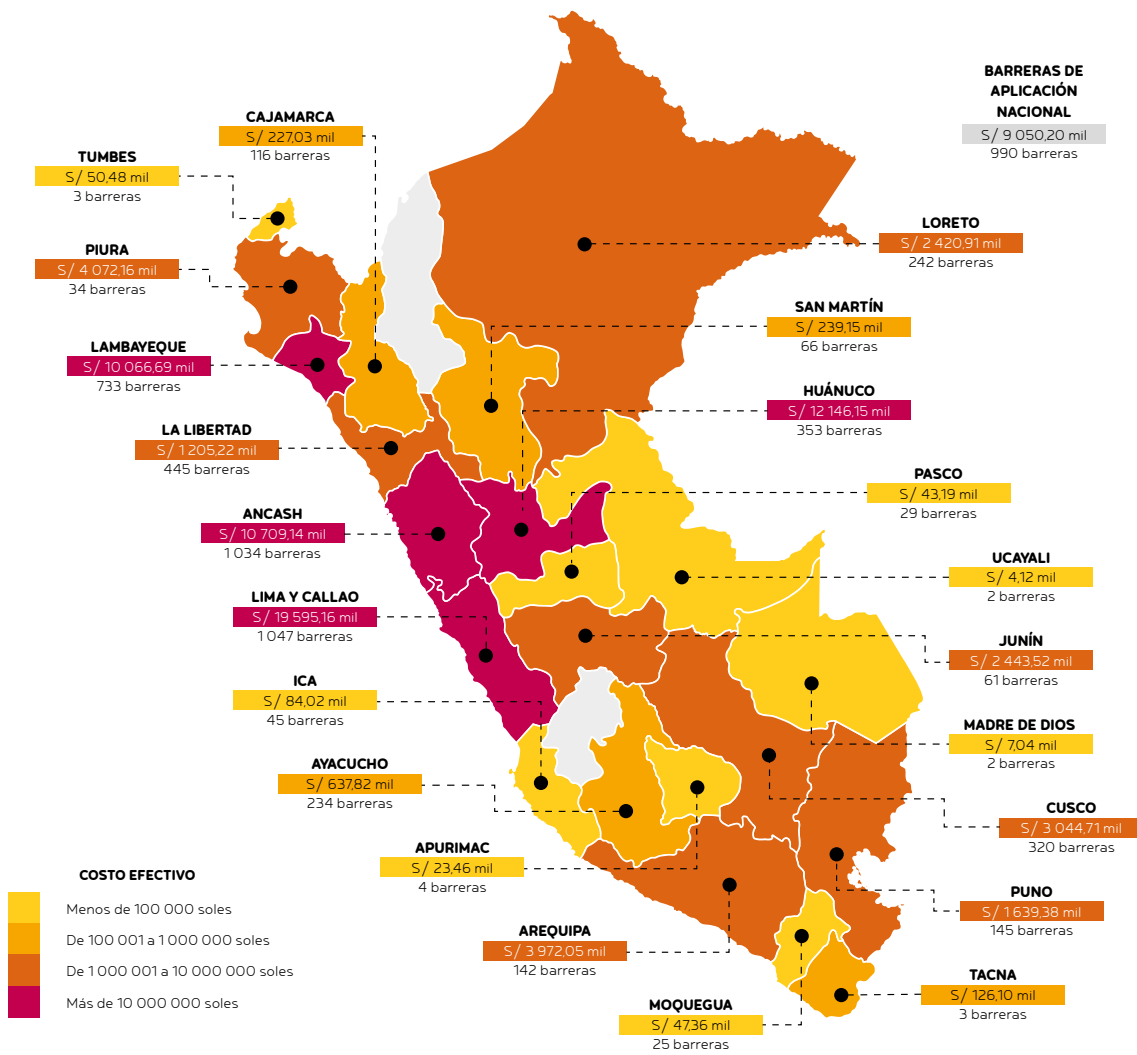 BARRERAS DE
APLICACIÓN
NACIONAL
S/ 9 050,20 mil
990 barreras
CAJAMARCA
S/ 227,03 mil
116 barreras
TUMBES
S/ 50,48 mil
3 barreras
PIURA
S/ 4 072,16 mil
34 barreras
LAMBAYEQUE
S/ 10 066,69 mil
733 barreras
LA LIBERTAD
S/ 1 205,22 mil
445 barreras
ANCASH
S/ 10 709,14 mil
1 034 barreras
LIMA Y CALLAO
S/ 19 595,16 mil
1 047 barreras
ICA
S/ 84,02 mil
45 barreras
AYACUCHO
S/ 637,82 mil
234 barreras
APURIMAC
S/ 23,46 mil
4 barreras
AREQUIPA
S/ 3 972,05 mil
142 barreras
MOQUEGUA
S/ 47,36 mil
25 barreras
LORETO
S/ 2 420,91 mil
242 barreras
SAN MARTÍN
S/ 239,15 mil
66 barreras
HUÁNUCO
S/ 12 146,15 mil
353 barreras
PASCO
S/ 43,19 mil
29 barreras
UCAYALI
S/ 4,12 mil
2 barreras
JUNÍN
S/ 2 443,52 mil
61 barreras
MADRE DE DIOS
S/ 7,04 mil
2 barreras
CUSCO
S/ 3 044,71 mil
320 barreras
PUNO
S/ 1 639,38 mil
145 barreras
TACNA
S/ 126,10 mil
3 barreras
COSTO EFECTIVO
Menos de 100 000 soles
De 100 001 a 1 000 000 soles
De 1 000 001 a 10 000 000 soles
Más de 10 000 000 soles